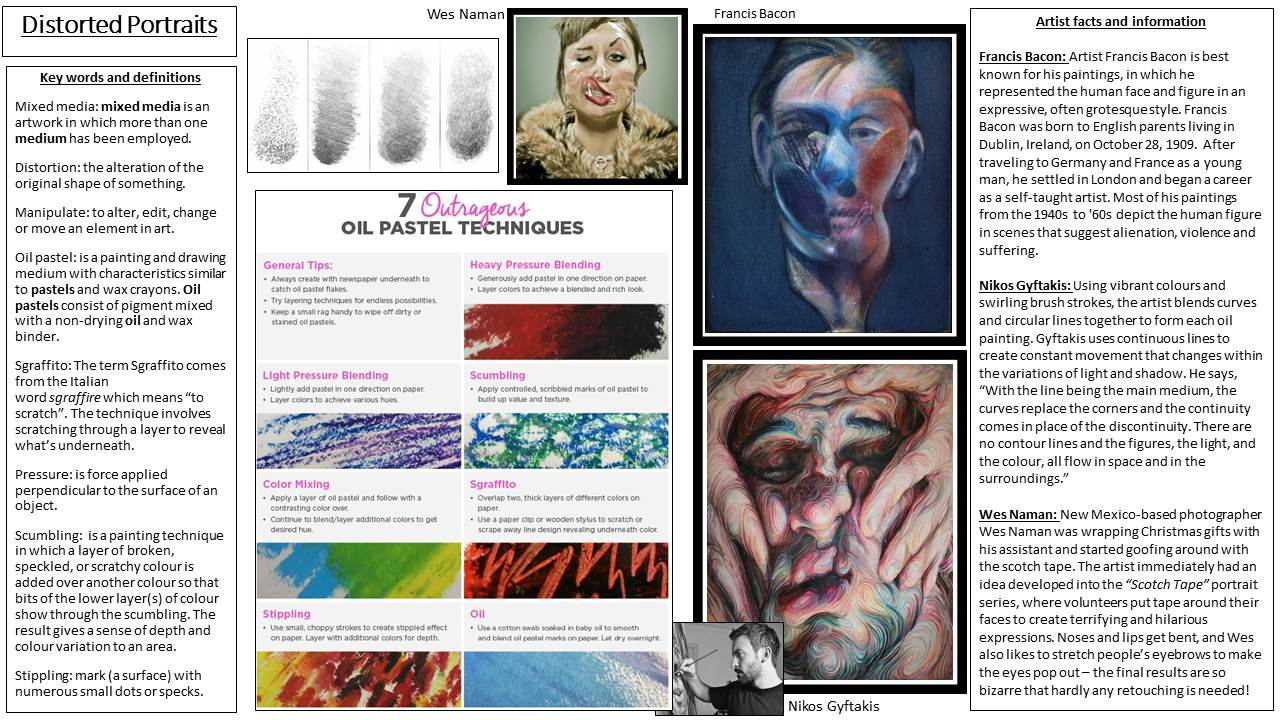 Distorted Portraits
Key words and definitions
Mixed media: mixed media is an
artwork in which more than one
medium has been employed.
Distortion: the alteration of the
original shape of something.
Manipulate: to alter, edit, change
or move an element in art.
Oil pastel: is a painting and drawing
medium with characteristics similar
to pastels and wax crayons. Oil
pastels consist of pigment mixed
with a non-drying oil and wax
binder.
Sgraffito: The term Sgraffito comes
from the Italian
word sgraffire which means “to
scratch”. The technique involves
scratching through a layer to reveal
what’s underneath.
Pressure: is force applied
perpendicular to the surface of an
object.
Scumbling: is a painting technique
in which a layer of broken,
speckled, or scratchy colour is
added over another colour so that
bits of the lower layer(s) of colour
show through the scumbling. The
result gives a sense of depth and
colour variation to an area.
Stippling: mark (a surface) with
numerous small dots or specks.
Wes Naman
Francis Bacon
7 Outrageous
OIL PASTEL TECHNIQUES
General Tips:
• Always create with newspaper underneath to
catch oil pastel flakes.
• Try layering techniques for endless possibilities.
• Keep a small rag handy to wipe off dirty or
stained oil pastels.
Heavy Pressure Blending
• Generously add pastel in one direction on paper.
• Layer colors to achieve a blended and rich look.
Light Pressure Blending
• Lightly add pastel in one direction on paper.
• Layer colors to achieve various hues.
Scumbling
• Apply controlled, scribbled marks of oil pastel to
build up value and texture.
Color Mixing
• Apply a layer of oil pastel and follow with a
contrasting color over.
• Continue to blend/layer additional colors to get
desired hue.
Sgraffito
• Overlap two, thick layers of different colors on
paper.
• Use a paper clip or wooden stylus to scratch or
scrape away line design revealing underneath color.
Stippling
• Use small, choppy strokes to create stippled effect
on paper. Layer with additional colors for depth.
Oil
• Use a cotton swab soaked in baby oil to smooth
and blend oil pastel marks on paper. Let dry overnight.
Nikos Gyftakis
Artist facts and information
Francis Bacon: Artist Francis Bacon is best
known for his paintings, in which he
represented the human face and figure in an
expressive, often grotesque style. Francis
Bacon was born to English parents living in
Dublin, Ireland, on October 28, 1909. After
traveling to Germany and France as a young
man, he settled in London and began a career
as a self-taught artist. Most of his paintings
from the 1940s to '60s depict the human figure
in scenes that suggest alienation, violence and
suffering.
Nikos Gyftakis: Using vibrant colours and
swirling brush strokes, the artist blends curves
and circular lines together to form each oil
painting. Gyftakis uses continuous lines to
create constant movement that changes within
the variations of light and shadow. He says,
“With the line being the main medium, the
curves replace the corners and the continuity
comes in place of the discontinuity. There are
no contour lines and the figures, the light, and
the colour, all flow in space and in the
surroundings.”
Wes Naman: New Mexico-based photographer
Wes Naman was wrapping Christmas gifts with
his assistant and started goofing around with
the scotch tape. The artist immediately had an
idea developed into the “Scotch Tape” portrait
series, where volunteers put tape around their
faces to create terrifying and hilarious
expressions. Noses and lips get bent, and Wes
also likes to stretch people’s eyebrows to make
the eyes pop out – the final results are so
bizarre that hardly any retouching is needed!